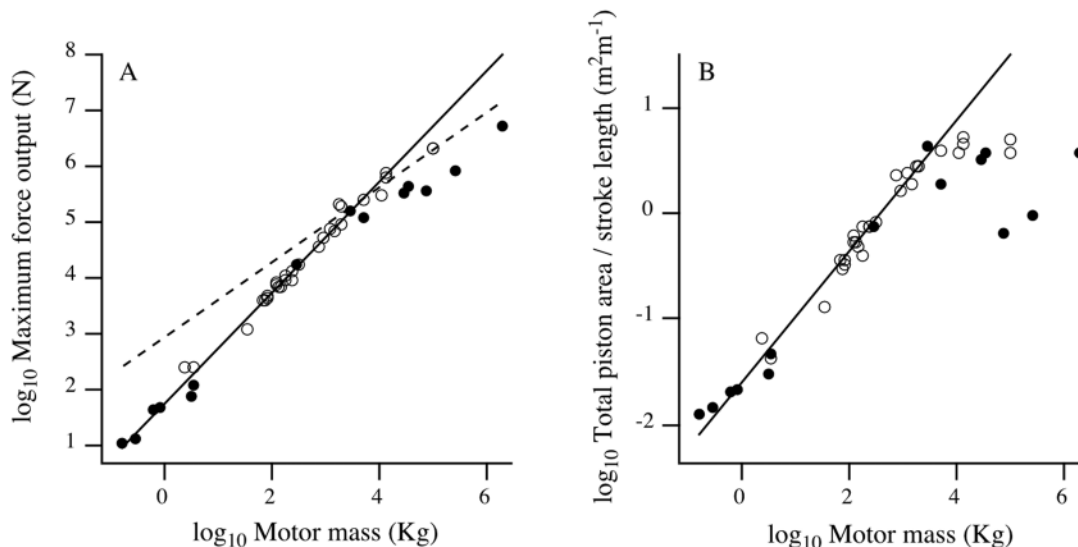 A
log₁₀ Maximum force output (N)
8
7
6
5
4
3
2
1
0 2 4 6
log₁₀ Motor mass (Kg)
B
log₁₀ Total piston area / stroke length (m²m⁻¹)
1
0
-1
-2
0 2 4 6
log₁₀ Motor mass (Kg)